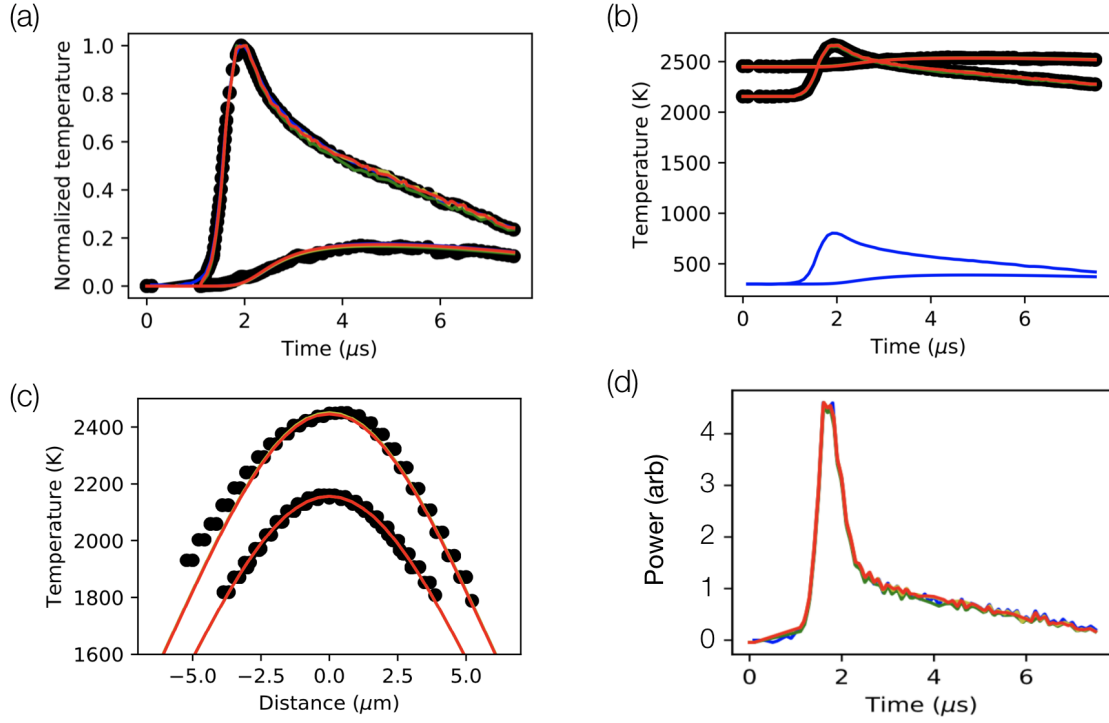 (a)
Normalized temperature
1.0
0.8
0.6
0.4
0.2
0.0
0 2 4 6
Time (μs)
(b)
Temperature (K)
2500
2000
1500
1000
500
0 2 4 6
Time (μs)
(c)
Temperature (K)
2400
2200
2000
1800
1600
−5.0 −2.5 0.0 2.5 5.0
Distance (μm)
(d)
Power (arb)
4
3
2
1
0
0 2 4 6
Time (μs)